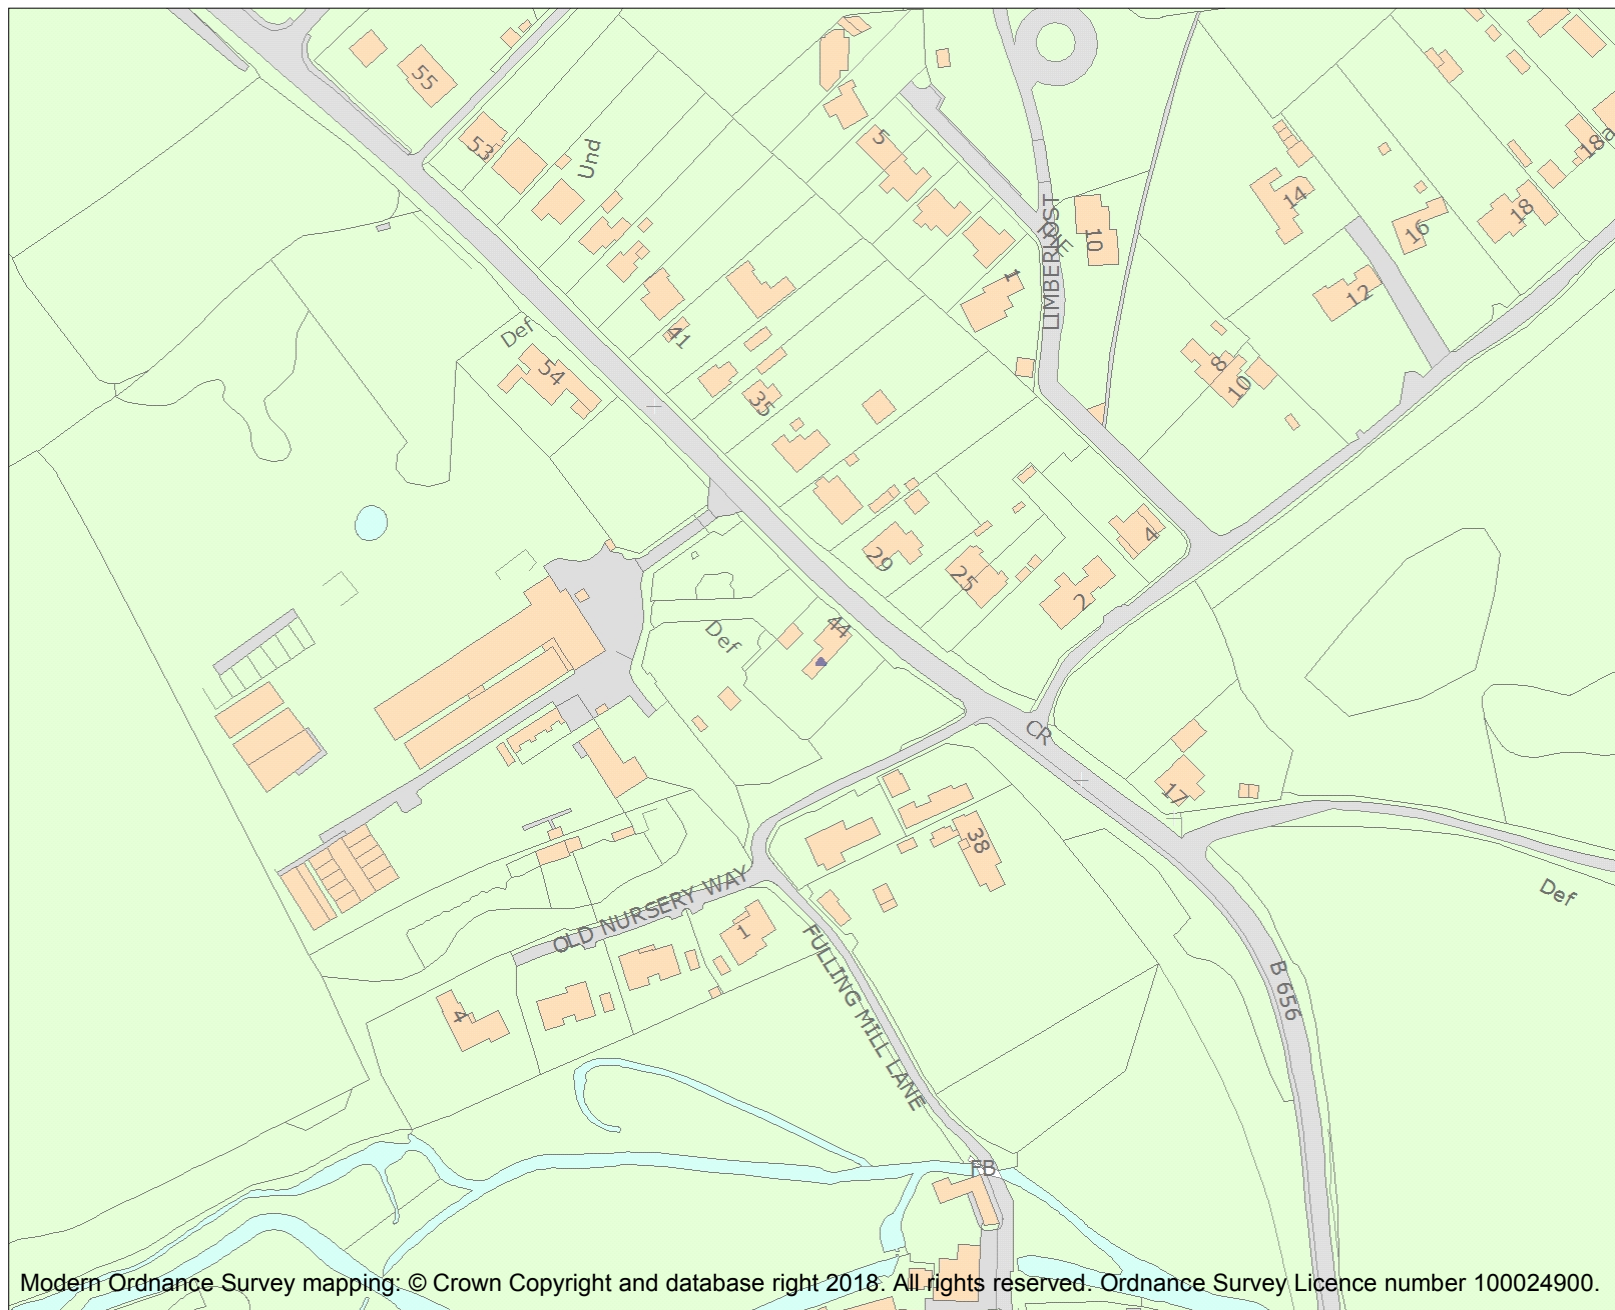 55
53
Und
5
LIMBERLOST
10
1
14
16
18
18a
12
8
10
41
Def
54
35
29
25
4
2
44
Def
CR
17
38
Def
OLD NURSERY WAY
1
4
FULLING MILL LANE
B 656
FB
Modern Ordnance Survey mapping: © Crown Copyright and database right 2018. All rights reserved. Ordnance Survey Licence number 100024900.